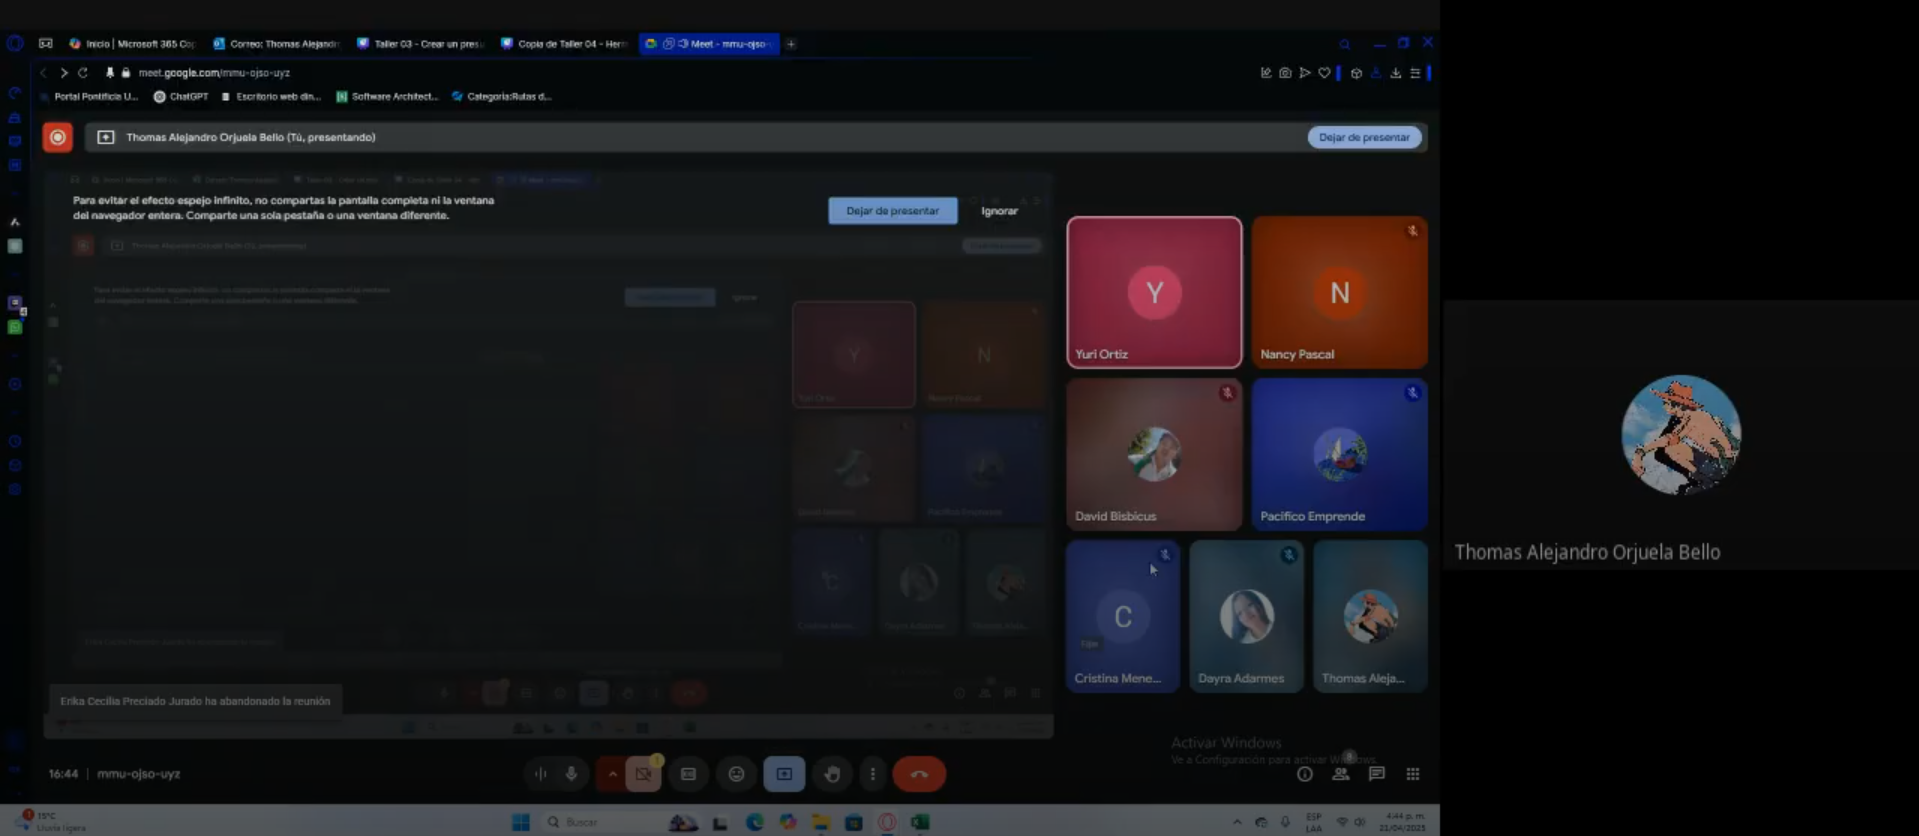 Inicio | Microsoft 365 Co
Correo: Thomas Alejandr
Taller 03 - Crear un presu
Copia de Taller 04 - Herr
Meet - mmu-ojso-
meet.google.com/mmu-ojso-uyz
Portal Pontificia U...
ChatGPT
Escritorio web din...
Software Architect...
Categoría:Rutas d...
Thomas Alejandro Orjuela Bello (Tú, presentando)
Dejar de presentar
Para evitar el efecto espejo infinito, no compartas la pantalla completa ni la ventana
del navegador entera. Comparte una sola pestaña o una ventana diferente.
Dejar de presentar
Ignorar
Y
Yuri Ortiz
N
Nancy Pascal
David Bisbicus
Pacifico Emprende
C
Cristina Mene...
Dayra Adarmes
Thomas Aleja...
Thomas Alejandro Orjuela Bello
Erika Cecilia Preciado Jurado ha abandonado la reunión
Activar Windows
Ve a Configuración para activar Windows.
16:44 | mmu-ojso-uyz
15°C
Lluvia ligera
Buscar
ESP
LAA
4:44 p. m.
21/04/2025